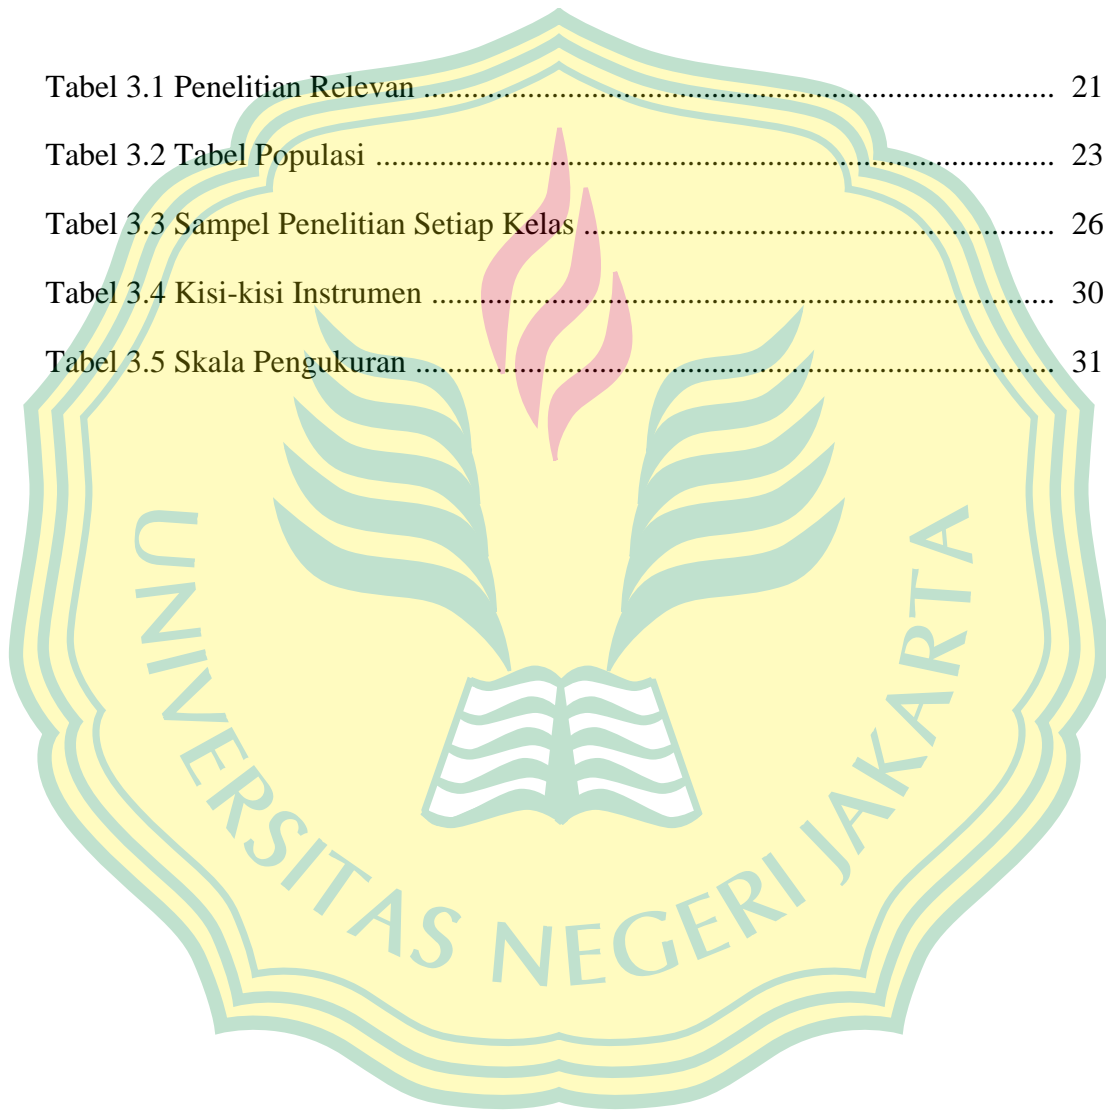 Tabel 3.1 Penelitian Relevan ................................................................................ 21
Tabel 3.2 Tabel Populasi ...................................................................................... 23
Tabel 3.3 Sampel Penelitian Setiap Kelas ............................................................ 26
Tabel 3.4 Kisi-kisi Instrumen ............................................................................... 30
Tabel 3.5 Skala Pengukuran ................................................................................. 31
UNIVERSITAS NEGERI JAKARTA